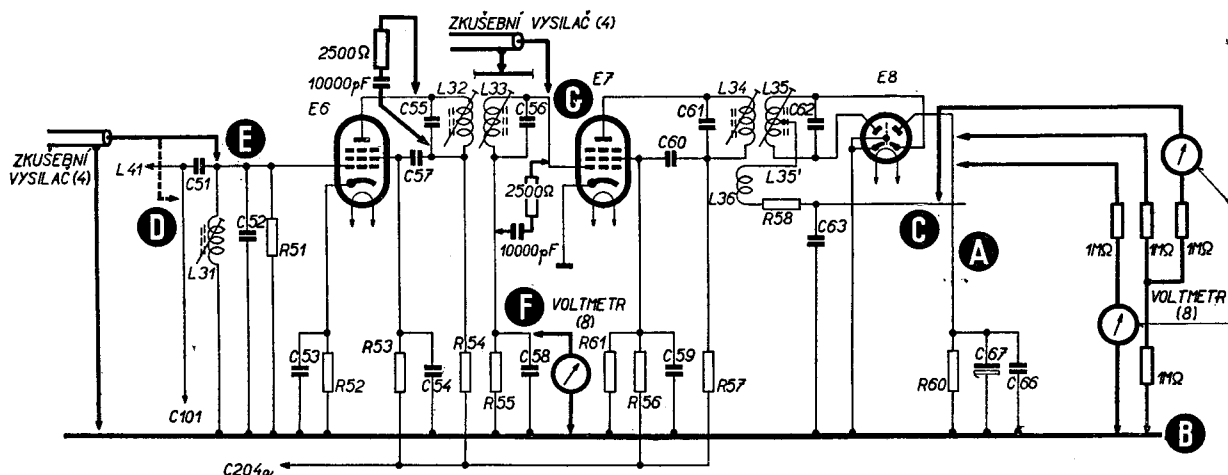 ZKUŠEBNÍ VYSILAČ (4)
2500Ω
10000pF
E6
C55
L32
L33
C56
G
E7
L34
L35
E8
C61
C62
E
ZKUŠEBNÍ
VYSILAČ (4)
L41
C51
C57
C60
2500Ω
L35'
L36
R58
D
C52
R51
L31
10000pF
C63
C
A
1MΩ
1MΩ
1MΩ
F
VOLTMETR
(8)
VOLTMETR
(8)
C53
R52
R53
C54
R54
R55
C58
R61
R56
C59
R57
R60
C67
C66
1MΩ
C101
B
C204a